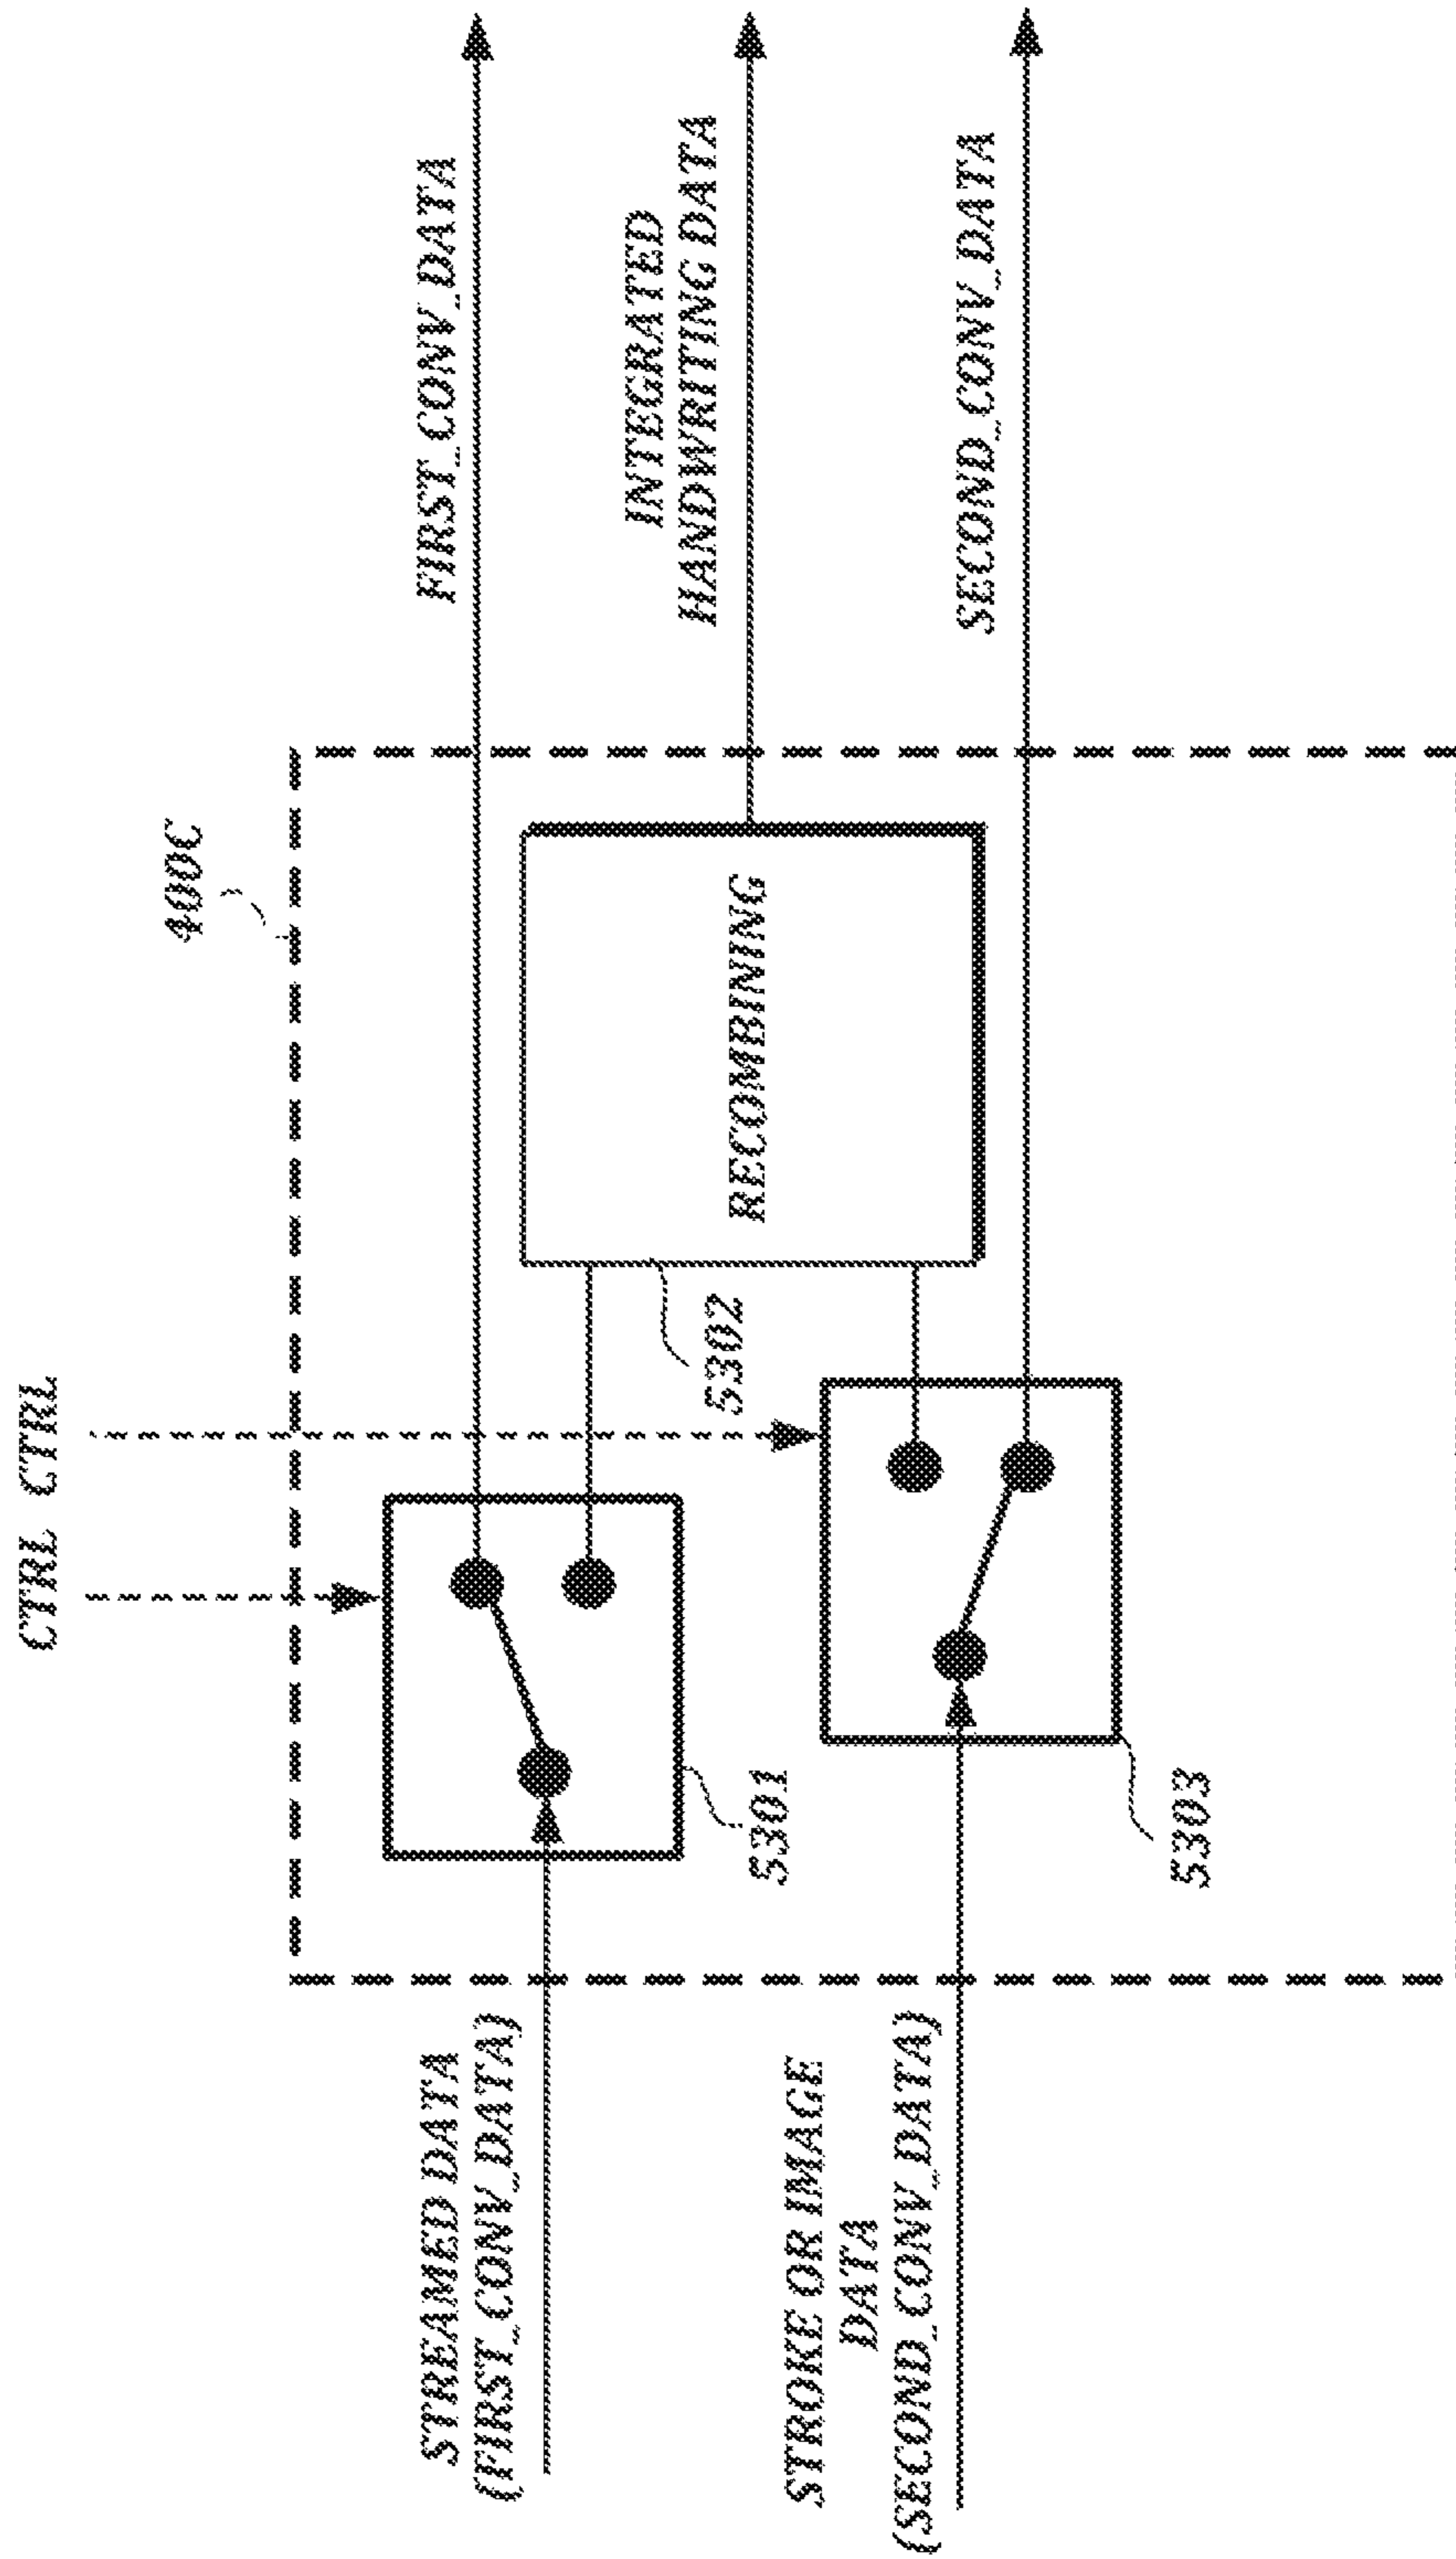 CTRL CTRL
400C
STREAMED DATA
(FIRST_CONV_DATA)
FIRST_CONV_DATA
5301
5302
RECOMBINING
INTEGRATED
HANDWRITING DATA
STROKE OR IMAGE
DATA
(SECOND_CONV_DATA)
SECOND_CONV_DATA
5303